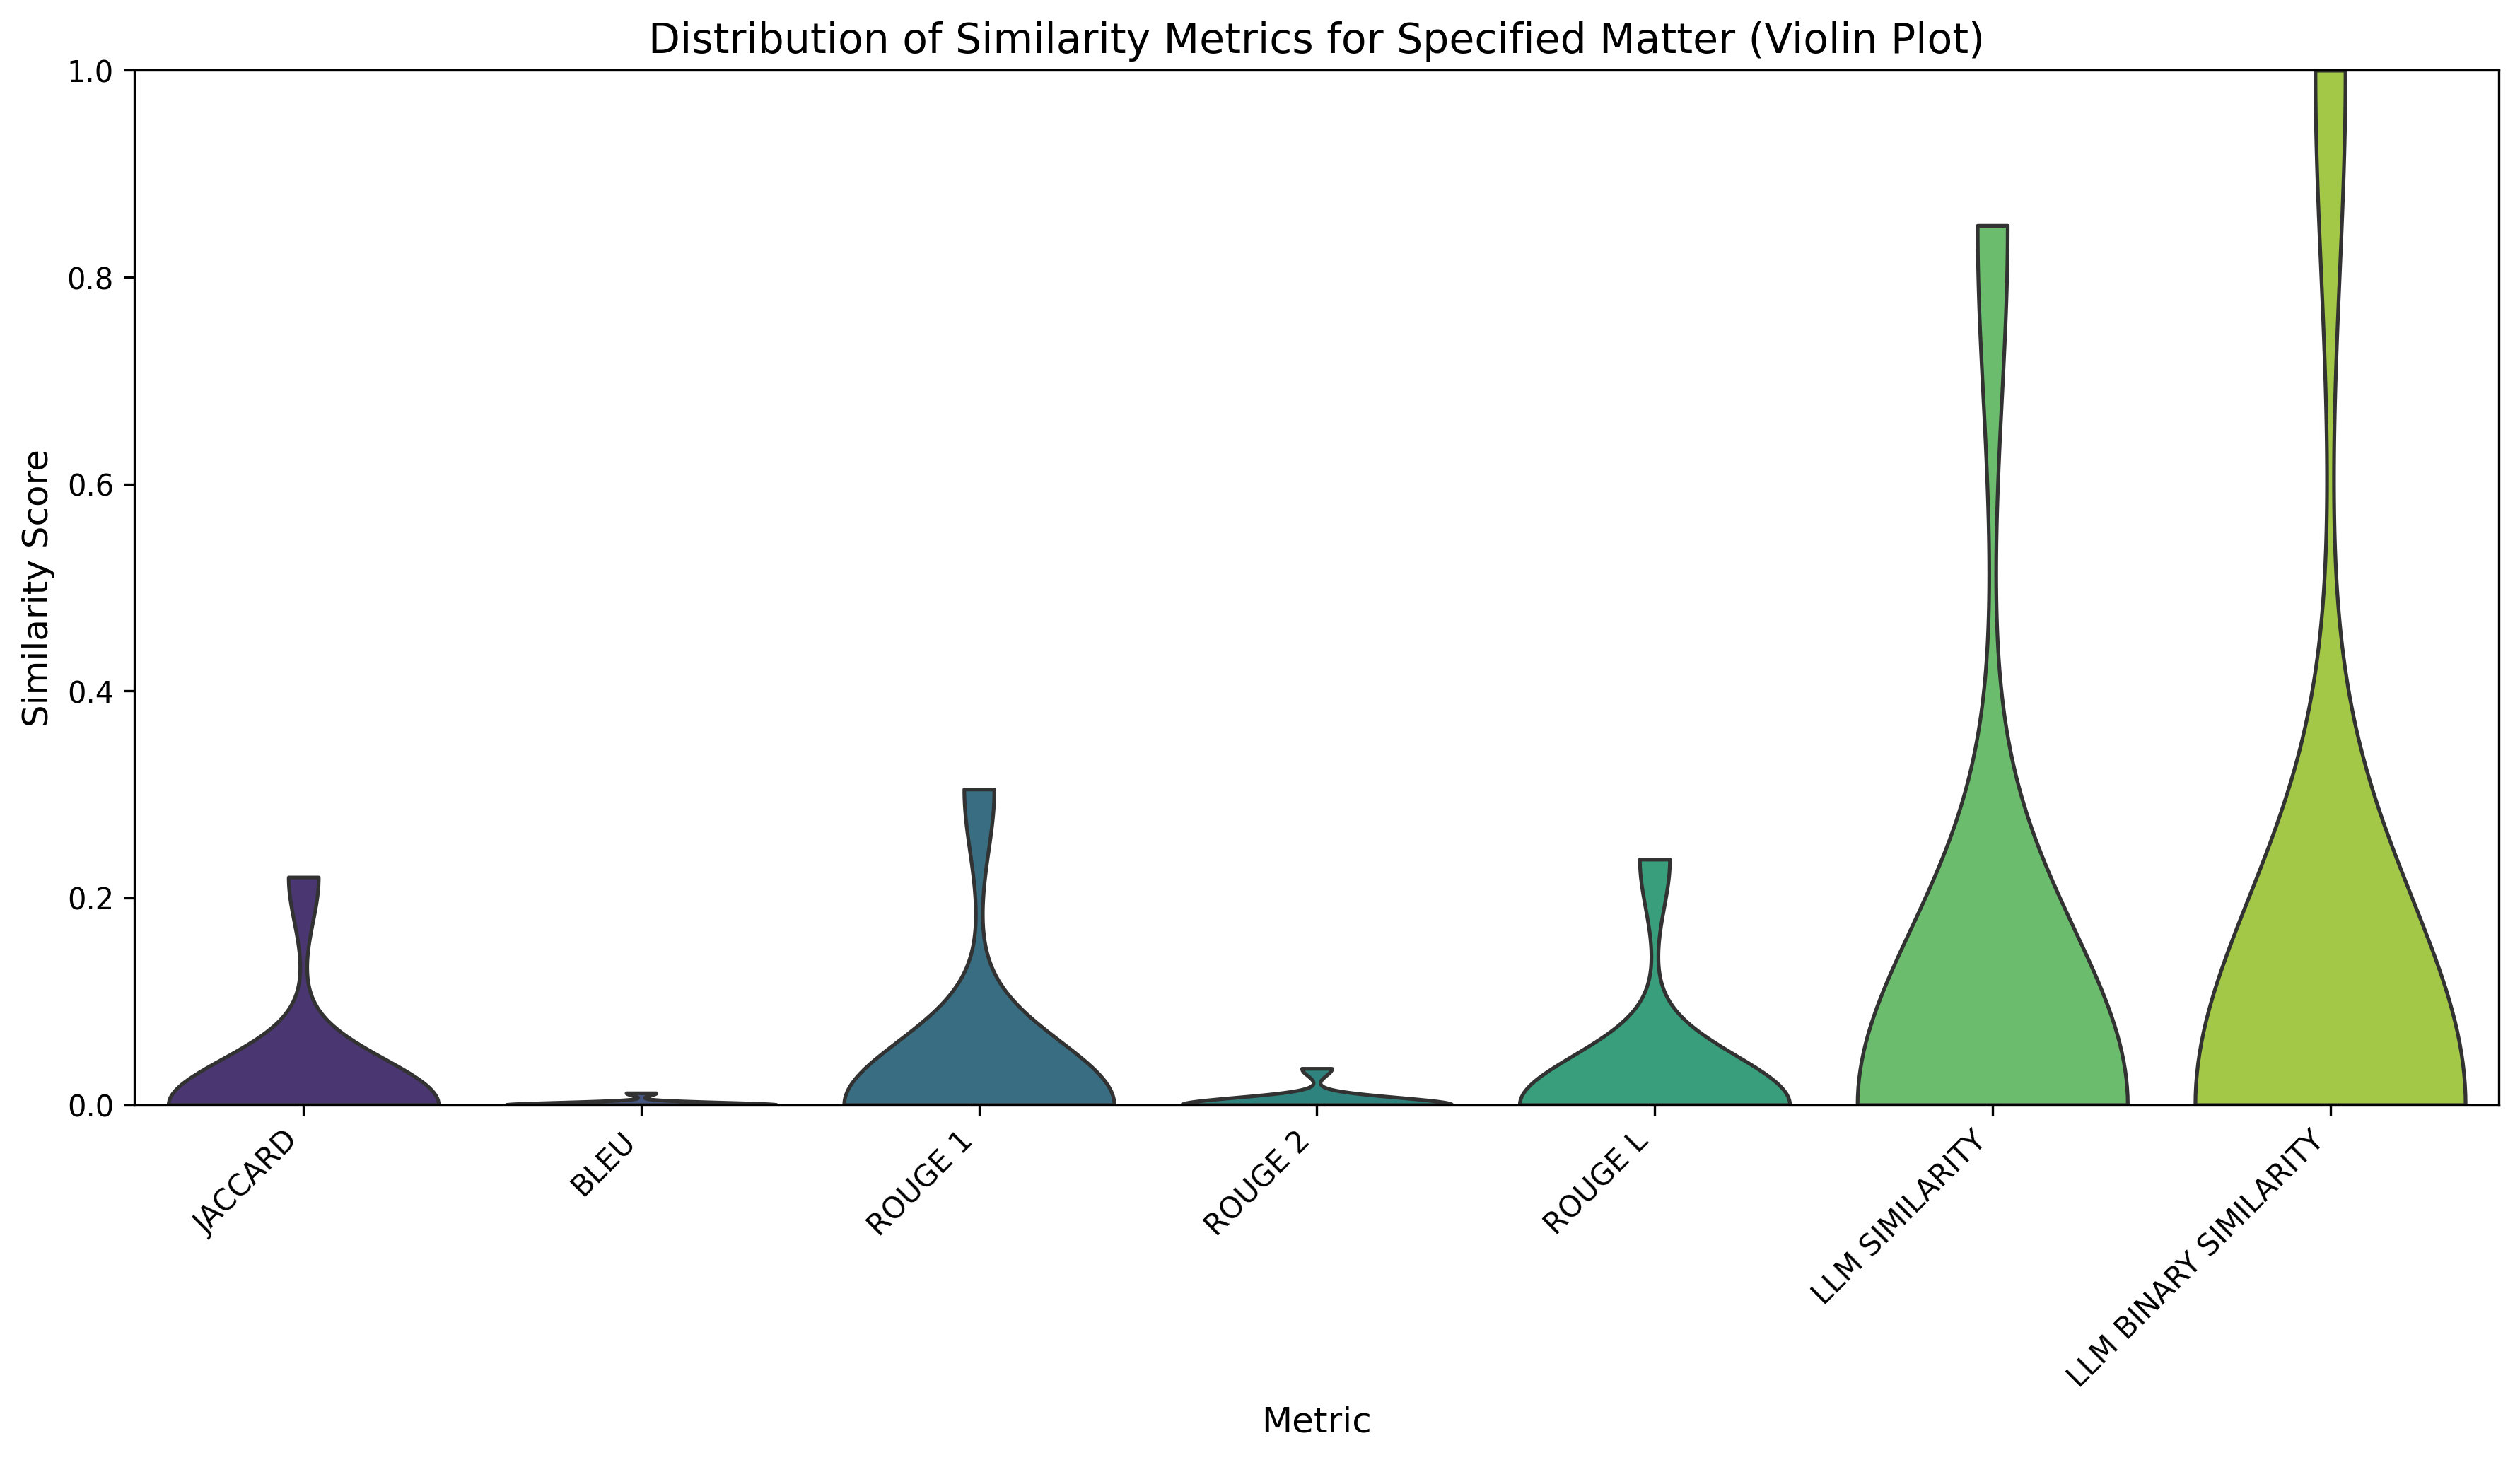 Distribution of Similarity Metrics for Specified Matter (Violin Plot)
1.0
0.8
0.6
0.4
0.2
0.0
Similarity Score
JACCARD
BLEU
ROUGE 1
ROUGE 2
ROUGE L
LLM SIMILARITY
LLM BINARY SIMILARITY
Metric